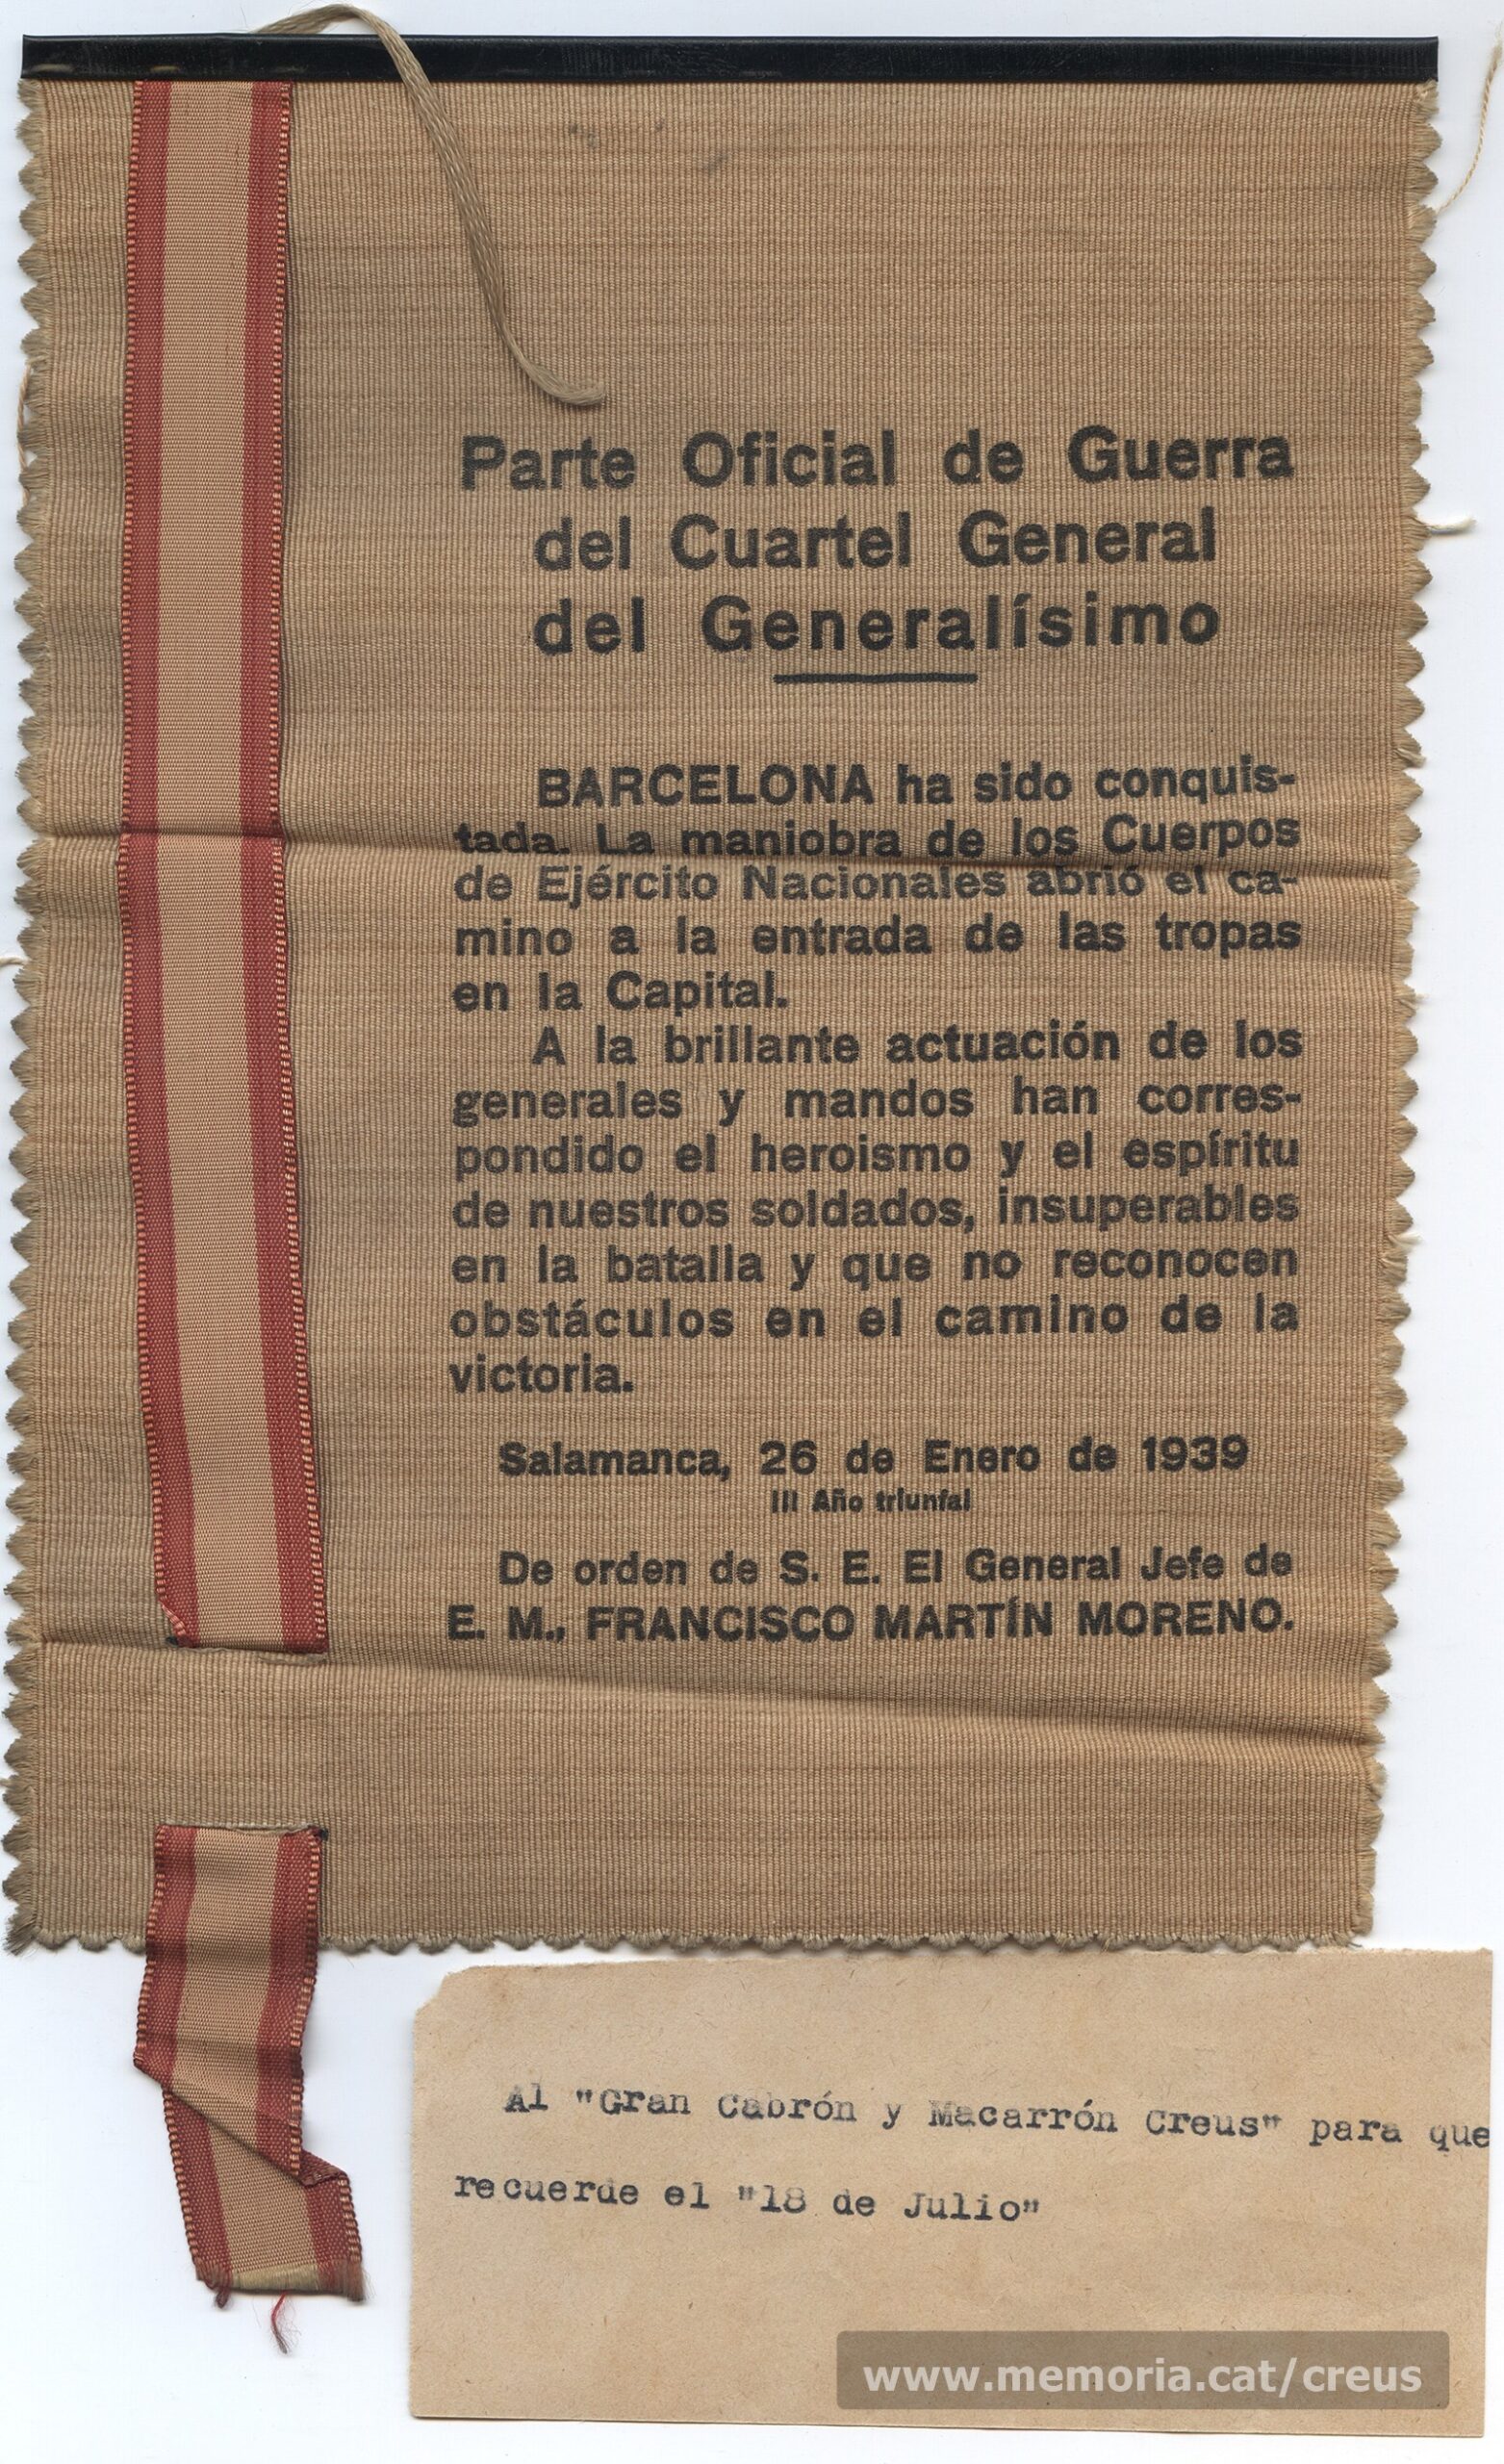 Parte Oficial de Guerra
del Cuartel General
del Generalísimo
BARCELONA ha sido conquis-
tada. La maniobra de los Cuerpos
de Ejército Nacionales abrió el ca-
mino a la entrada de las tropas
en la Capital.
A la brillante actuación de los
generales y mandos han corres-
pondido el heroismo y el espíritu
de nuestros soldados, insuperables
en la batalla y que no reconocen
obstáculos en el camino de la
victoria.
Salamanca, 26 de Enero de 1939
III Año triunfal
De orden de S. E. El General Jefe de
E. M., FRANCISCO MARTÍN MORENO.
Al "Gran Cabrón y Macarrón Creus" para que
recuerde el "18 de Julio"
www.memoria.cat/creus